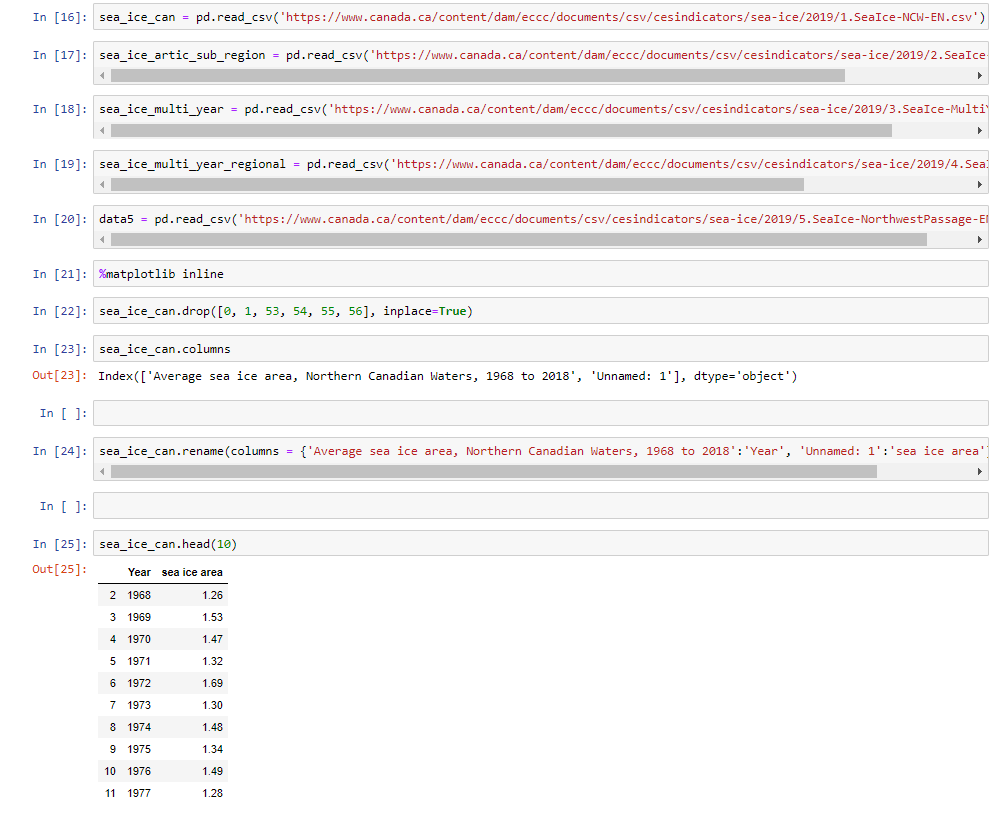 In [16]: sea_ice_can = pd.read_csv('https://www.canada.ca/content/dam/eccc/documents/csv/cesindicators/sea-ice/2019/1.SeaIce-NCW-EN.csv')
In [17]: sea_ice_artic_sub_region = pd.read_csv('https://www.canada.ca/content/dam/eccc/documents/csv/cesindicators/sea-ice/2019/2.SeaIce-
In [18]: sea_ice_multi_year = pd.read_csv('https://www.canada.ca/content/dam/eccc/documents/csv/cesindicators/sea-ice/2019/3.SeaIce-MultiY
In [19]: sea_ice_multi_year_regional = pd.read_csv('https://www.canada.ca/content/dam/eccc/documents/csv/cesindicators/sea-ice/2019/4.SeaI
In [20]: data5 = pd.read_csv('https://www.canada.ca/content/dam/eccc/documents/csv/cesindicators/sea-ice/2019/5.SeaIce-NorthwestPassage-EN
In [21]: %matplotlib inline
In [22]: sea_ice_can.drop([0, 1, 53, 54, 55, 56], inplace=True)
In [23]: sea_ice_can.columns
Out[23]: Index(['Average sea ice area, Northern Canadian Waters, 1968 to 2018', 'Unnamed: 1'], dtype='object')
In [ ]:
In [24]: sea_ice_can.rename(columns = {'Average sea ice area, Northern Canadian Waters, 1968 to 2018':'Year', 'Unnamed: 1':'sea ice area'}
In [ ]:
In [25]: sea_ice_can.head(10)
Out[25]:
Year sea ice area
2 1968 1.26
3 1969 1.53
4 1970 1.47
5 1971 1.32
6 1972 1.69
7 1973 1.30
8 1974 1.48
9 1975 1.34
10 1976 1.49
11 1977 1.28